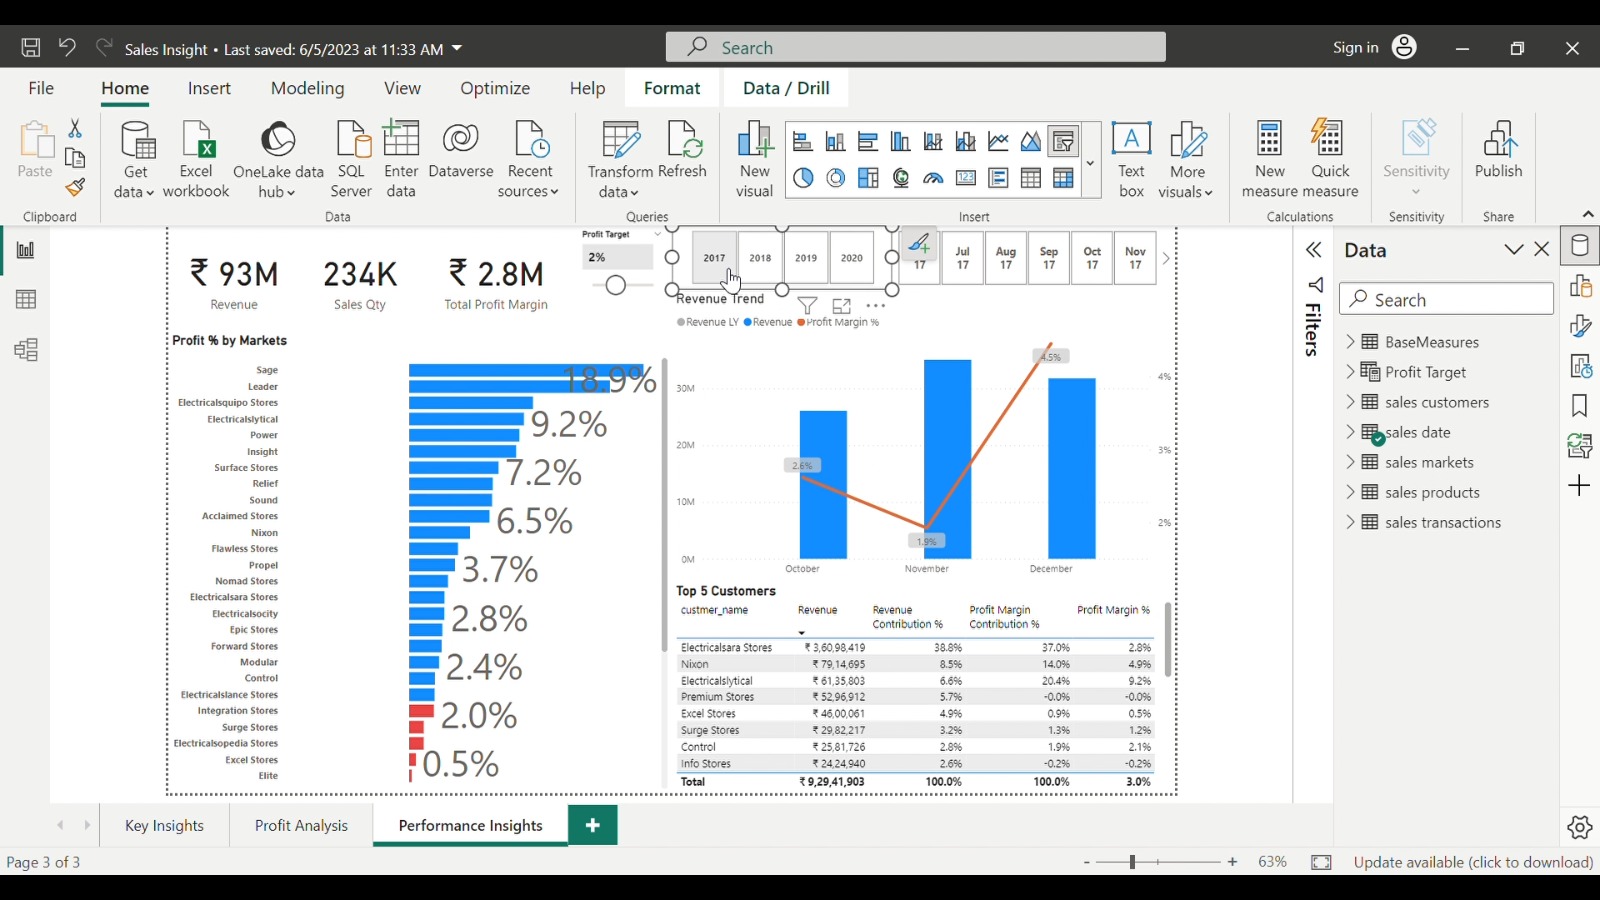 Sales Insight • Last saved: 6/5/2023 at 11:33 AM
Search
Sign in
File
Home
Insert
Modeling
View
Optimize
Help
Format
Data / Drill
Paste
Get data
Excel workbook
OneLake data hub
SQL Server
Enter data
Dataverse
Recent sources
Transform data
Refresh
New visual
Text box
More visuals
New measure
Quick measure
Sensitivity
Publish
Clipboard
Data
Queries
Insert
Calculations
Sensitivity
Share
₹ 93M
Revenue
234K
Sales Qty
₹ 2.8M
Total Profit Margin
Profit Target
2%
2017
2018
2019
2020
17
Jul 17
Aug 17
Sep 17
Oct 17
Nov 17
Profit % by Markets
Sage
Leader
Electricalsquipo Stores
Electricalslytical
Power
Insight
Surface Stores
Relief
Sound
Acclaimed Stores
Nixon
Flawless Stores
Propel
Nomad Stores
Electricalsara Stores
Electricalsocity
Epic Stores
Forward Stores
Modular
Control
Electricalslance Stores
Integration Stores
Surge Stores
Electricalsopedia Stores
Excel Stores
Elite
18.9%
9.2%
7.2%
6.5%
3.7%
2.8%
2.4%
2.0%
0.5%
Revenue Trend
Revenue LY Revenue Profit Margin %
30M
20M
10M
0M
4%
3%
2%
2.6%
1.9%
4.5%
October
November
December
Top 5 Customers
custmer_name Revenue Revenue Contribution % Profit Margin Contribution % Profit Margin %
Electricalsara Stores ₹ 3,60,98,419 38.8% 37.0% 2.8%
Nixon ₹ 79,14,695 8.5% 14.0% 4.9%
Electricalslytical ₹ 61,35,803 6.6% 20.4% 9.2%
Premium Stores ₹ 52,96,912 5.7% -0.0% -0.0%
Excel Stores ₹ 46,00,061 4.9% 0.9% 0.5%
Surge Stores ₹ 29,82,217 3.2% 1.3% 1.2%
Control ₹ 25,81,726 2.8% 1.9% 2.1%
Info Stores ₹ 24,24,940 2.6% -0.2% -0.2%
Total ₹ 9,29,41,903 100.0% 100.0% 3.0%
Filters
Data
Search
BaseMeasures
Profit Target
sales customers
sales date
sales markets
sales products
sales transactions
Key Insights
Profit Analysis
Performance Insights
Page 3 of 3
- + 63%
Update available (click to download)